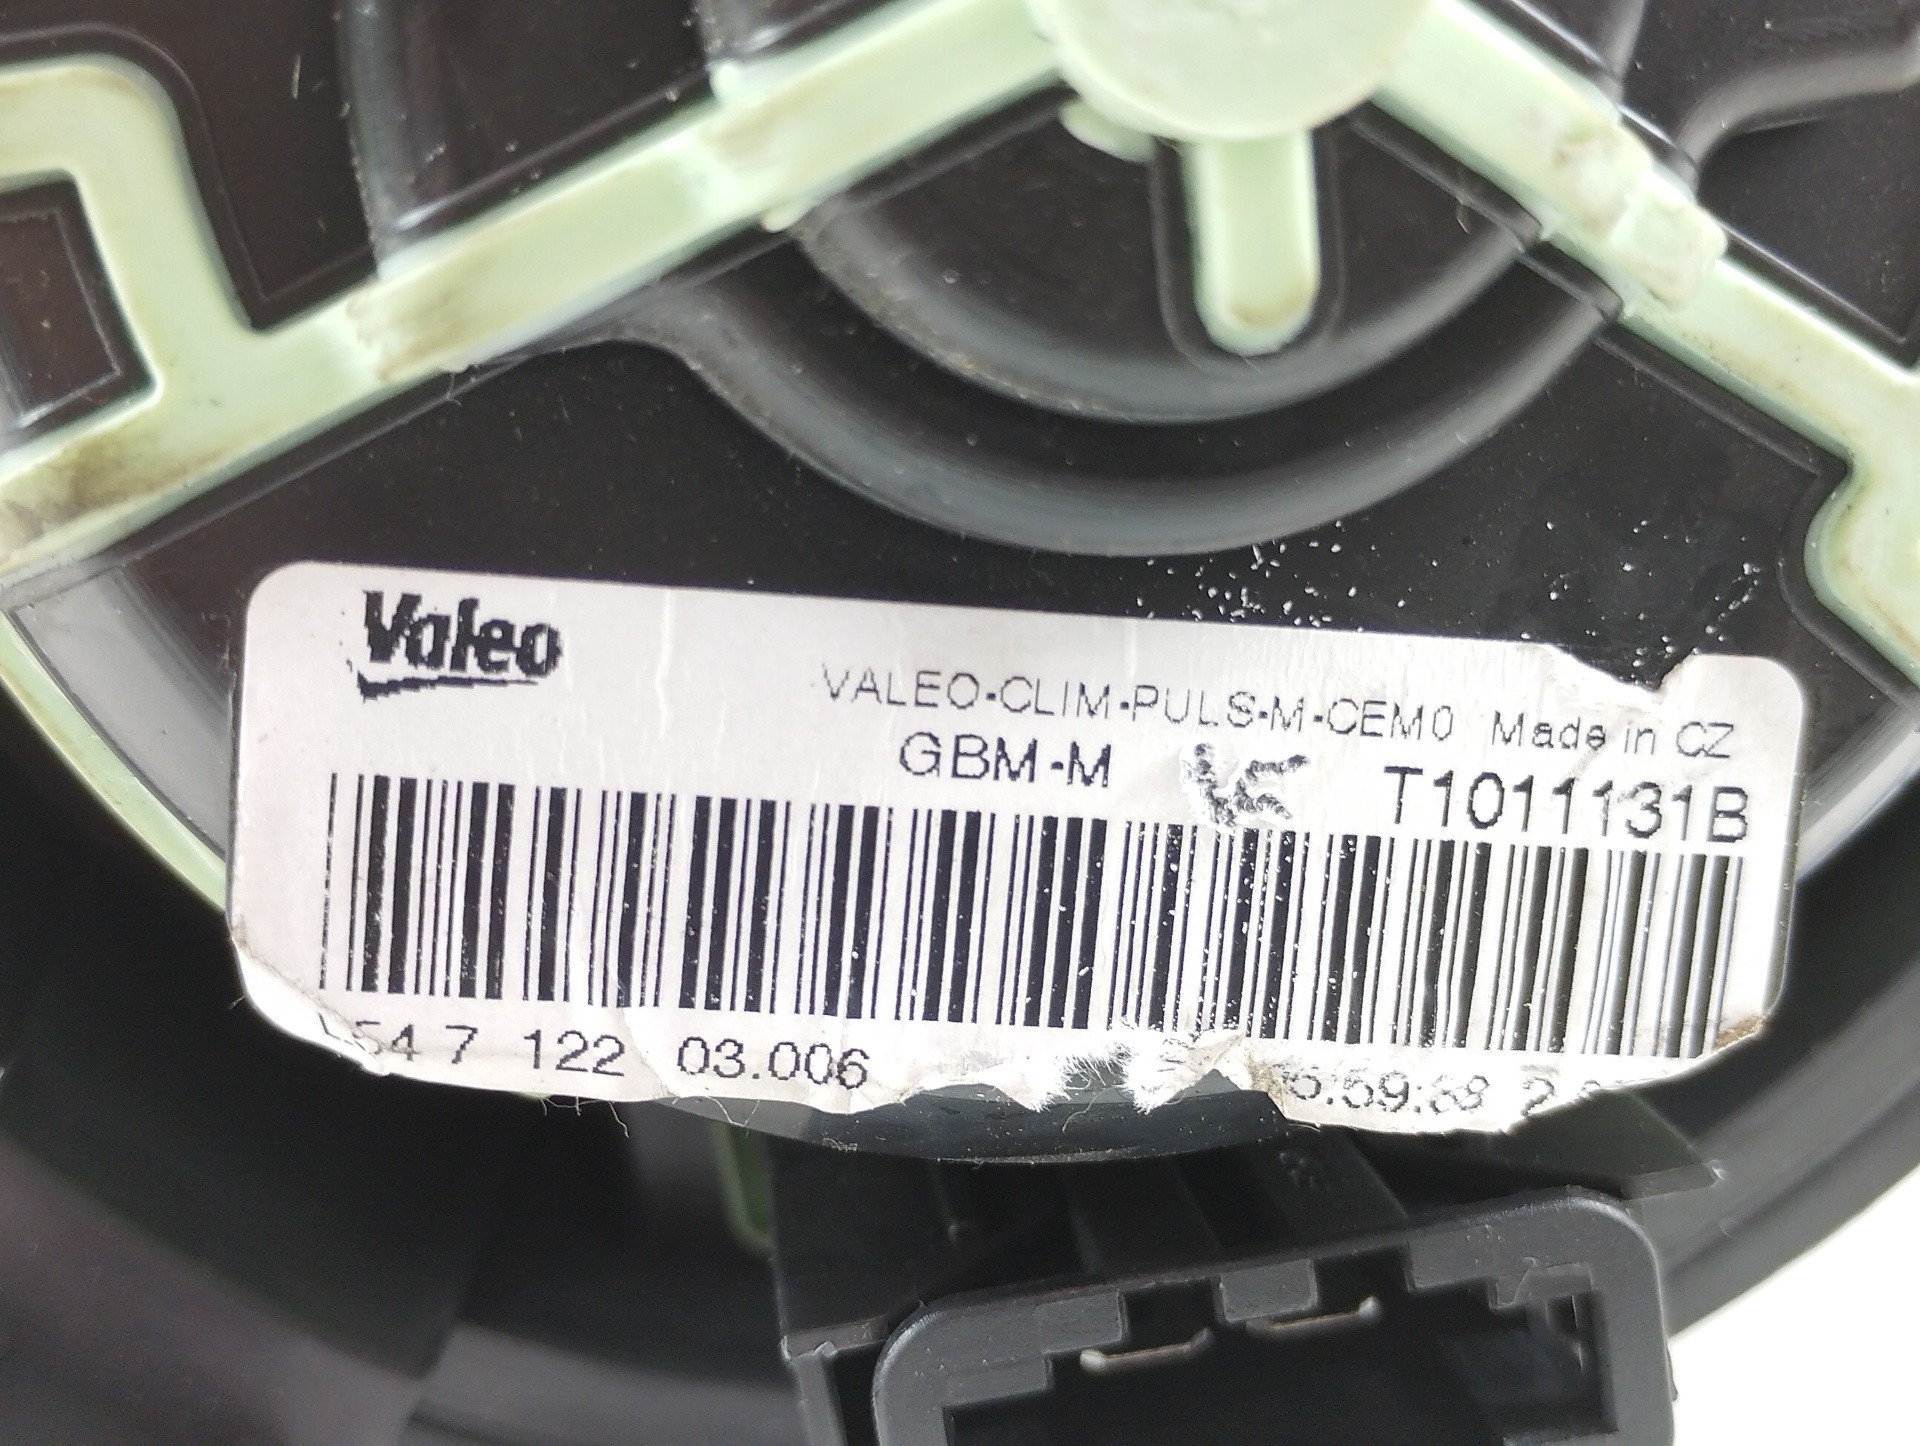 Valeo
VALEO-CLIM-PULS-M-CEM0 Made in CZ
GBM-M T1011131B
7 122 03.006